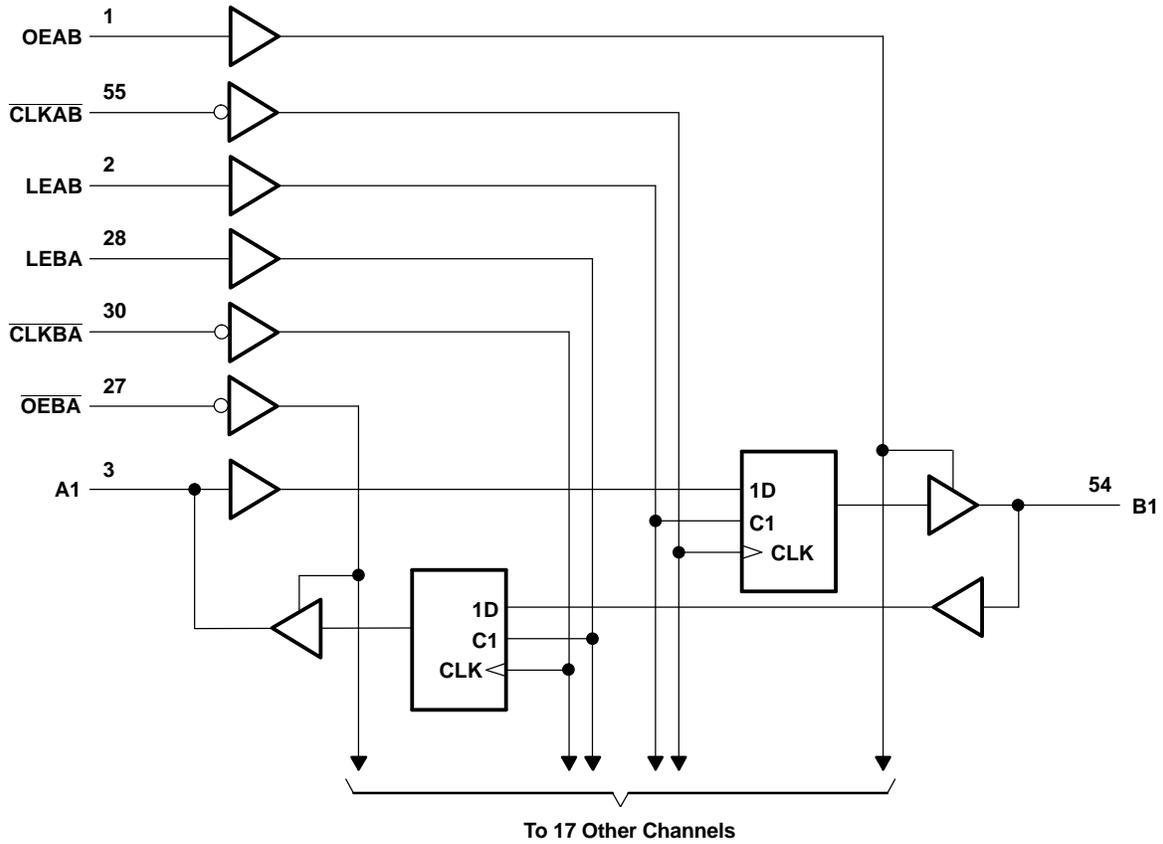 1
OEAB
55
CLKAB
2
LEAB
28
LEBA
30
CLKBA
27
OEBA
3
A1
1D
C1
CLK
54
B1
1D
C1
CLK
To 17 Other Channels